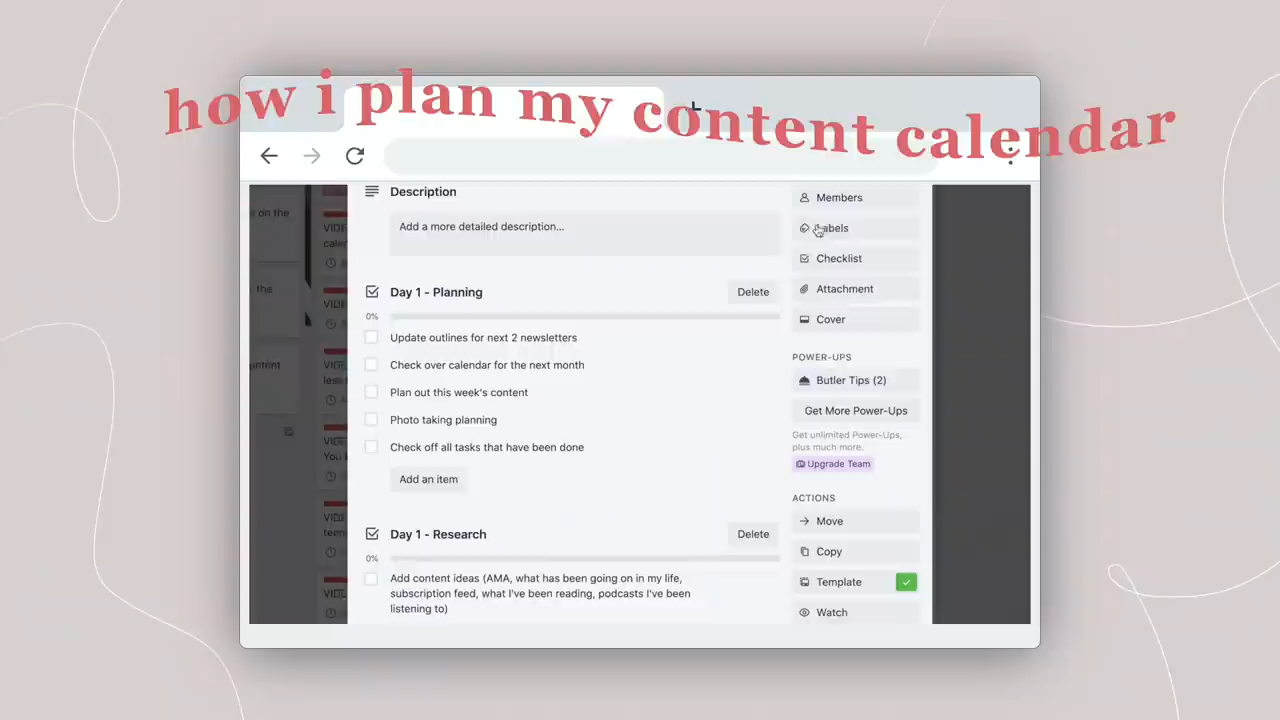 how i plan my content calendar
Description
Add a more detailed description...
Day 1 - Planning
Delete
0%
Update outlines for next 2 newsletters
Check over calendar for the next month
Plan out this week's content
Photo taking planning
Check off all tasks that have been done
Add an item
Day 1 - Research
Delete
0%
Add content ideas (AMA, what has been going on in my life,
subscription feed, what I've been reading, podcasts I've been
listening to)
Members
Labels
Checklist
Attachment
Cover
POWER-UPS
Butler Tips (2)
Get More Power-Ups
Get unlimited Power-Ups,
plus much more.
Upgrade Team
ACTIONS
Move
Copy
Template
Watch
on the
the